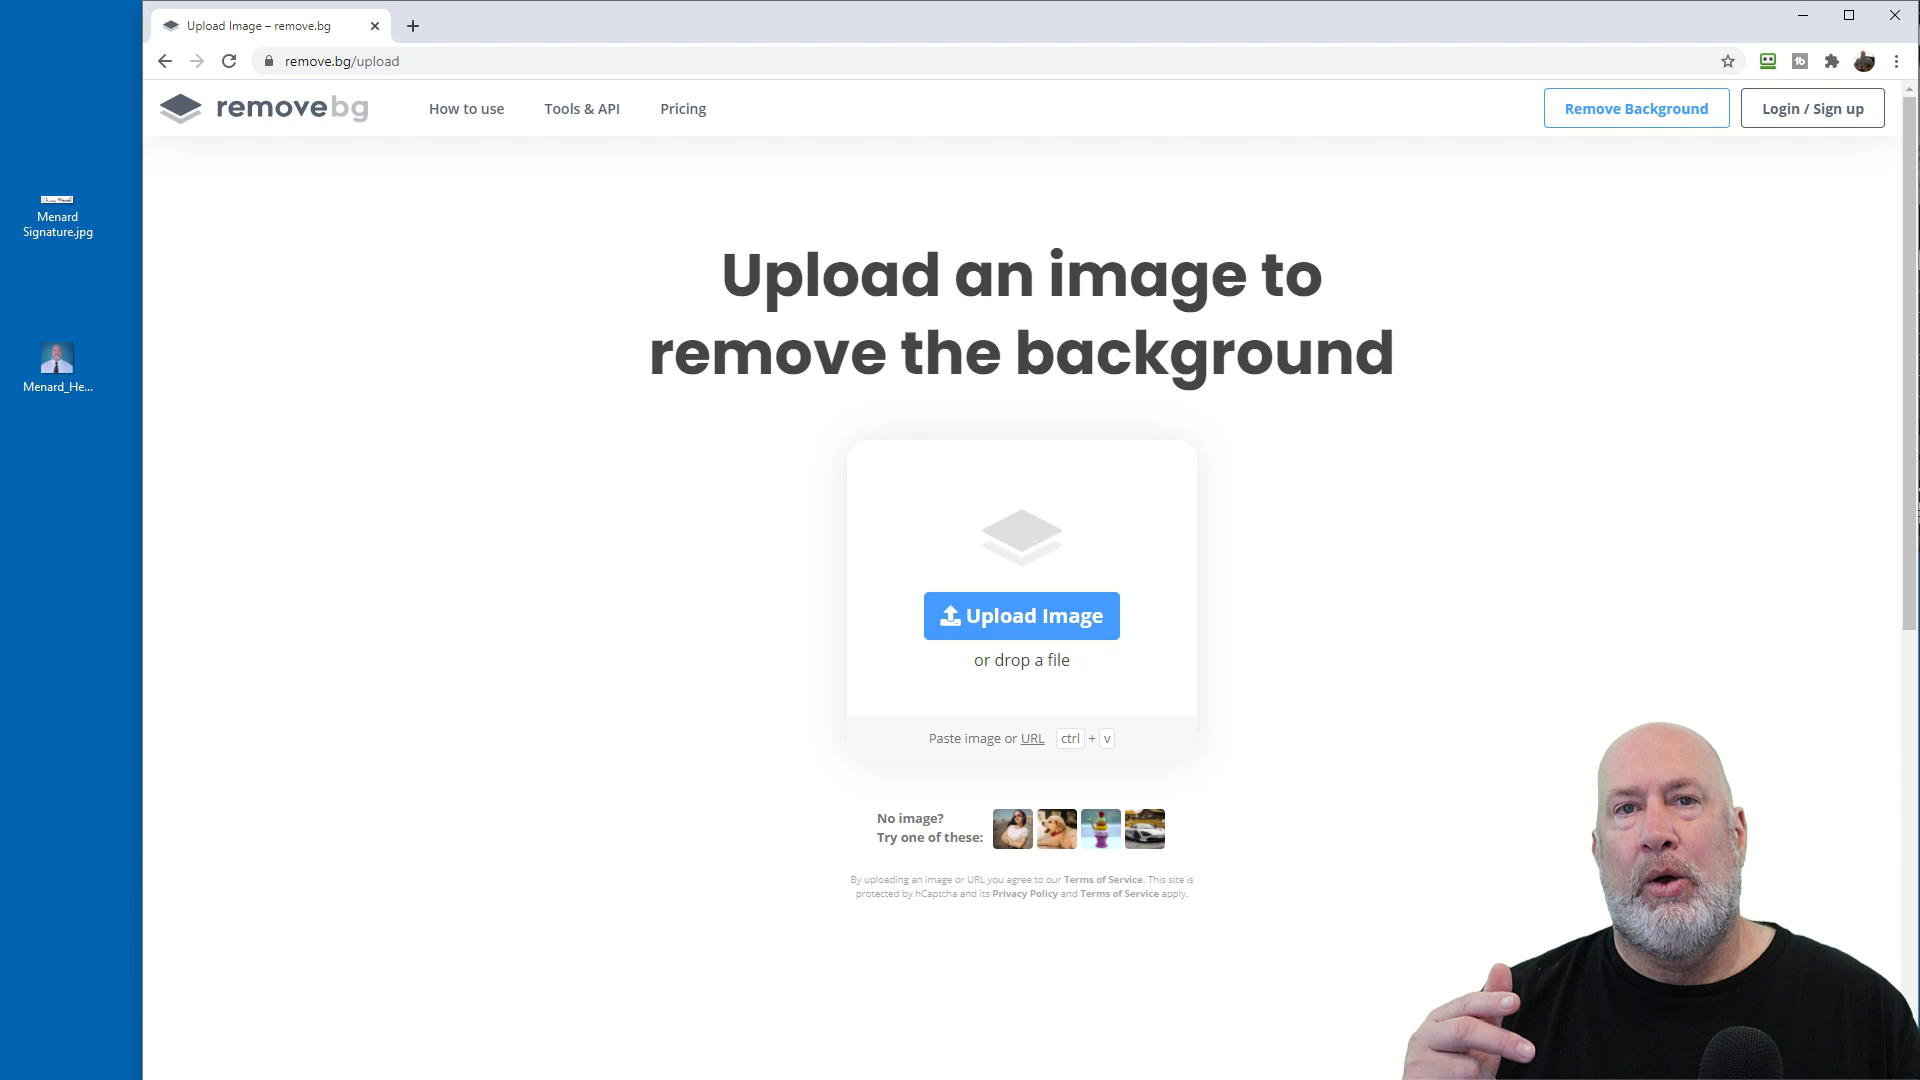 Upload Image – remove.bg
remove.bg/upload
removebg
How to use
Tools & API
Pricing
Remove Background
Login / Sign up
Menard
Signature.jpg
Menard_He...
Upload an image to
remove the background
Upload Image
or drop a file
Paste image or URL ctrl + v
No image?
Try one of these:
By uploading an image or URL you agree to our Terms of Service. This site is
protected by hCaptcha and its Privacy Policy and Terms of Service apply.